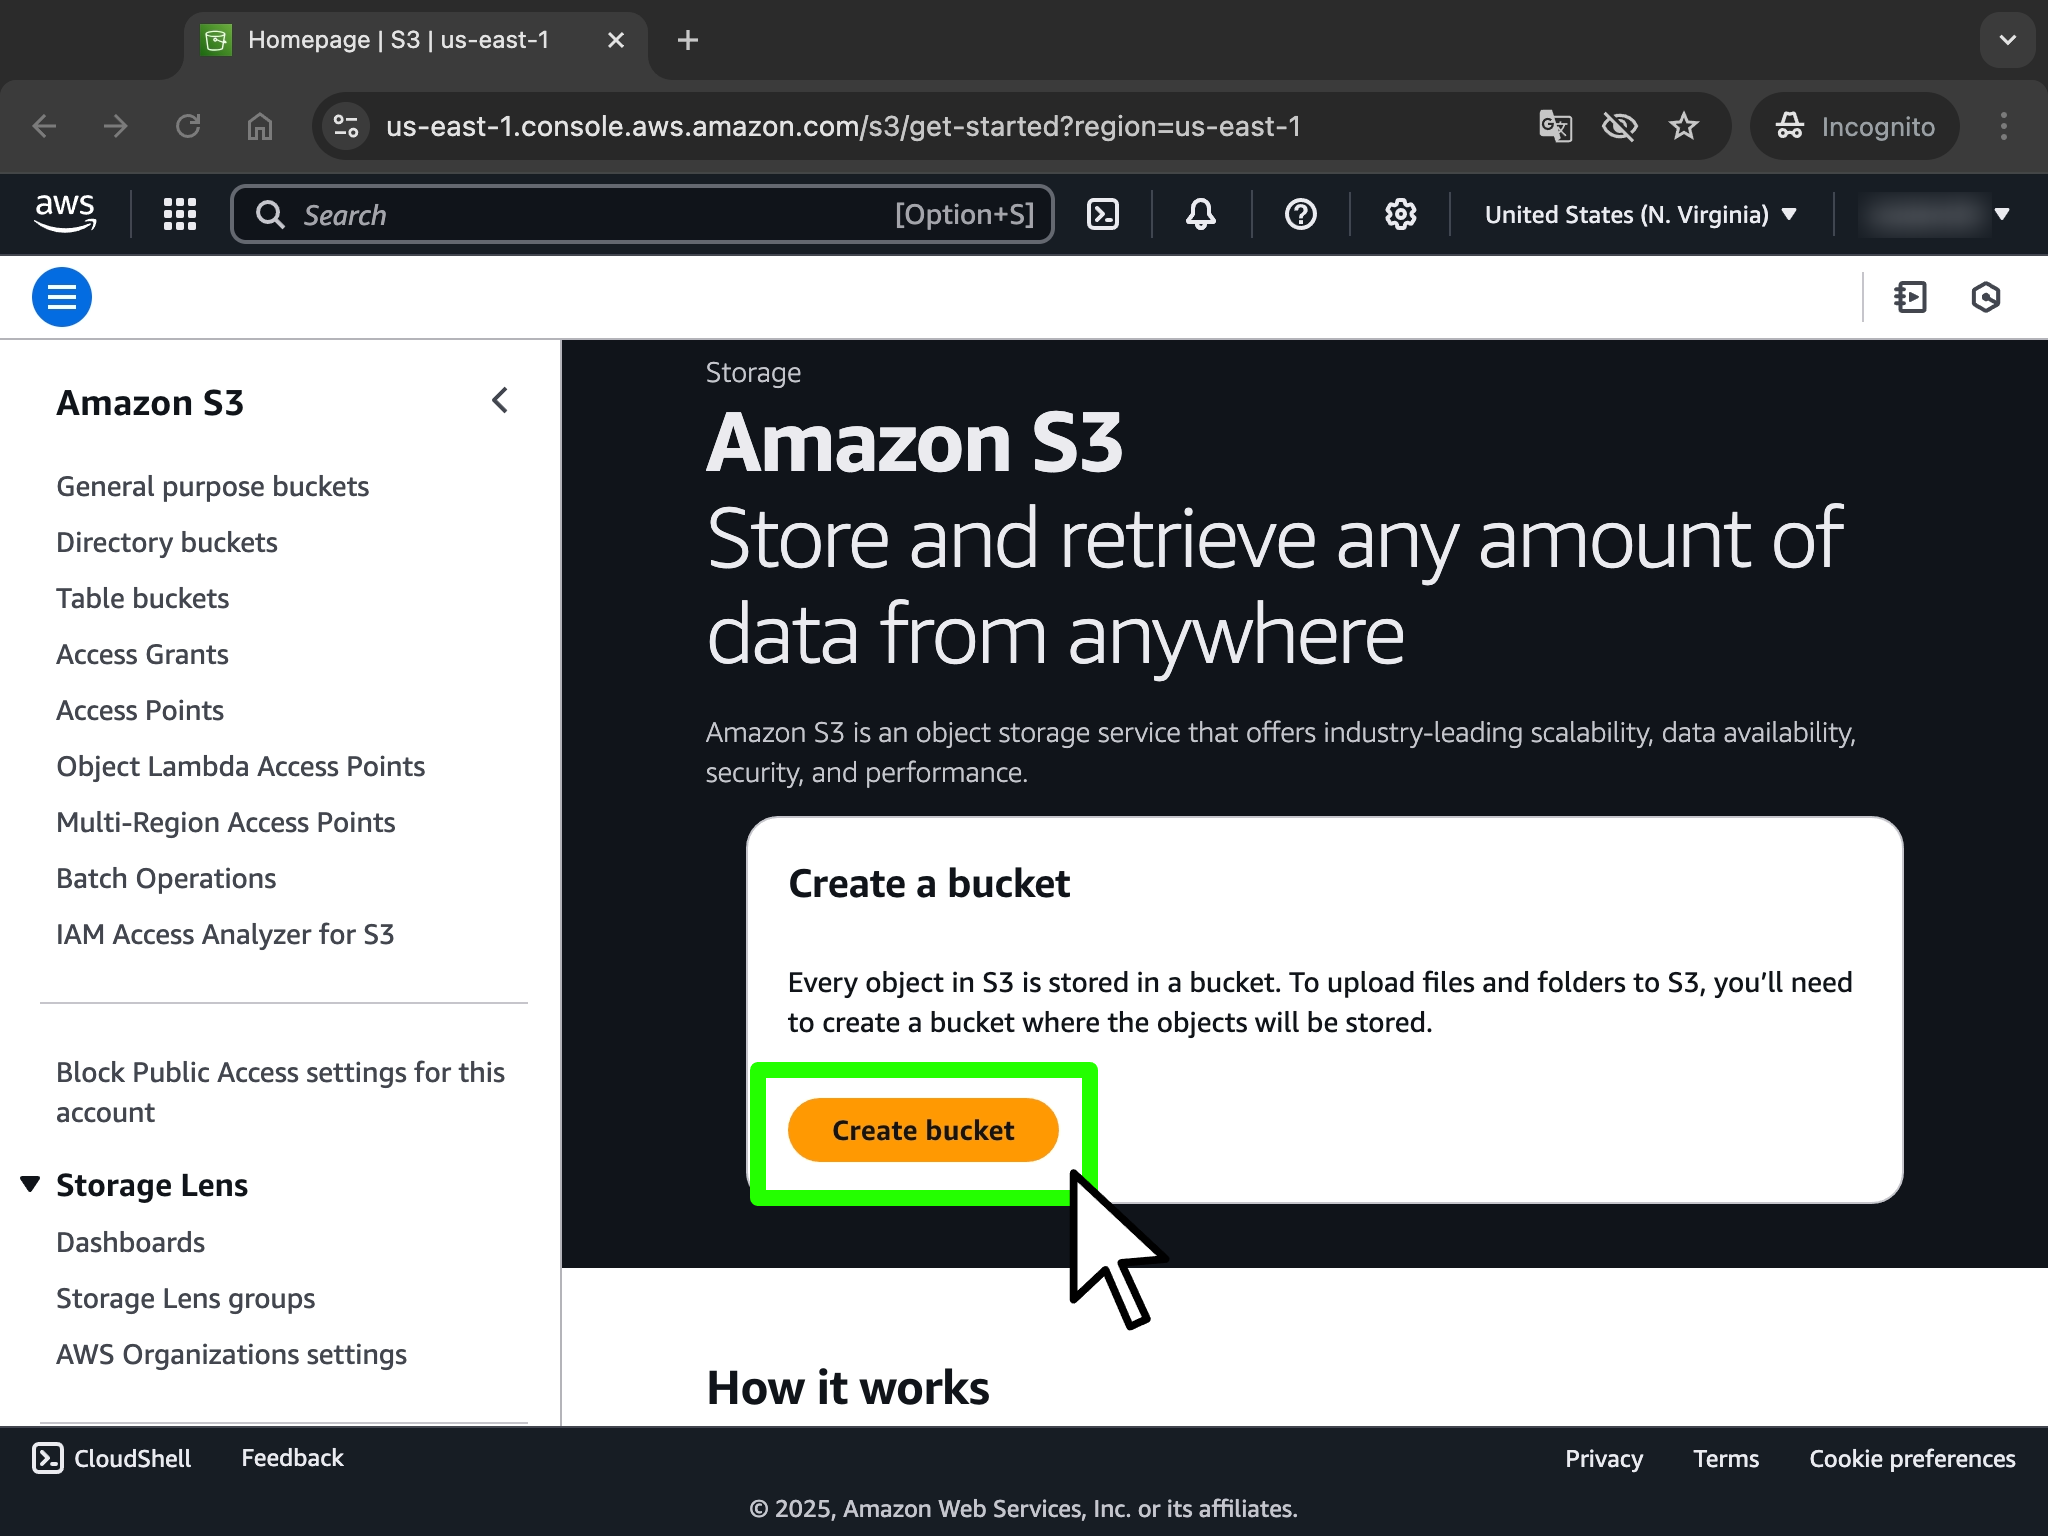 Homepage | S3 | us-east-1
us-east-1.console.aws.amazon.com/s3/get-started?region=us-east-1
Incognito
aws
Search
[Option+S]
United States (N. Virginia)
Amazon S3
General purpose buckets
Directory buckets
Table buckets
Access Grants
Access Points
Object Lambda Access Points
Multi-Region Access Points
Batch Operations
IAM Access Analyzer for S3
Block Public Access settings for this
account
Storage Lens
Dashboards
Storage Lens groups
AWS Organizations settings
Storage
Amazon S3
Store and retrieve any amount of
data from anywhere
Amazon S3 is an object storage service that offers industry-leading scalability, data availability,
security, and performance.
Create a bucket
Every object in S3 is stored in a bucket. To upload files and folders to S3, you’ll need
to create a bucket where the objects will be stored.
Create bucket
How it works
CloudShell
Feedback
Privacy
Terms
Cookie preferences
© 2025, Amazon Web Services, Inc. or its affiliates.